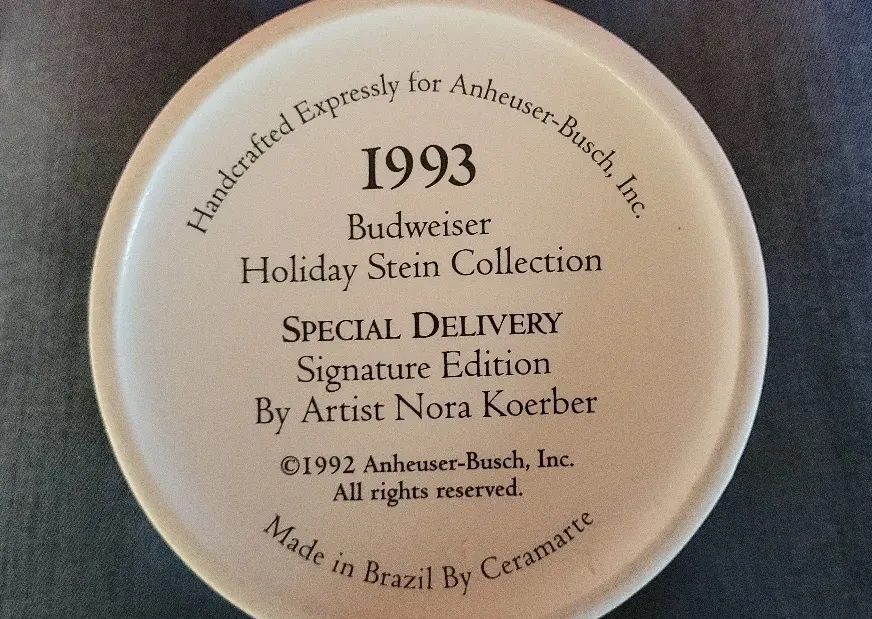 Handcrafted Expressly for Anheuser-Busch, Inc.
1993
Budweiser
Holiday Stein Collection
SPECIAL DELIVERY
Signature Edition
By Artist Nora Koerber
©1992 Anheuser-Busch, Inc.
All rights reserved.
Made in Brazil By Ceramarte